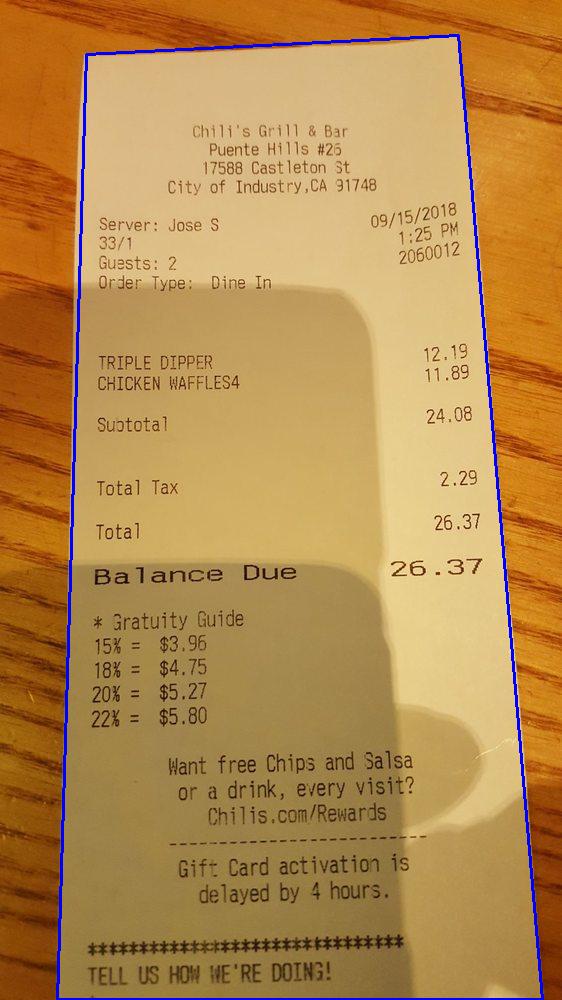 Chili's Grill & Bar
Puente Hills #26
17588 Castleton St
City of Industry,CA 91748
Server: Jose S 09/15/2018
33/1 1:25 PM
Guests: 2 2060012
Order Type: Dine In
TRIPLE DIPPER 12.19
CHICKEN WAFFLES4 11.89
Subtotal 24.08
Total Tax 2.29
Total 26.37
Balance Due 26.37
* Gratuity Guide
15% = $3.96
18% = $4.75
20% = $5.27
22% = $5.80
Want free Chips and Salsa
or a drink, every visit?
Chilis.com/Rewards
-----------------------------
Gift Card activation is
delayed by 4 hours.
*******************************
TELL US HOW WE'RE DOING!